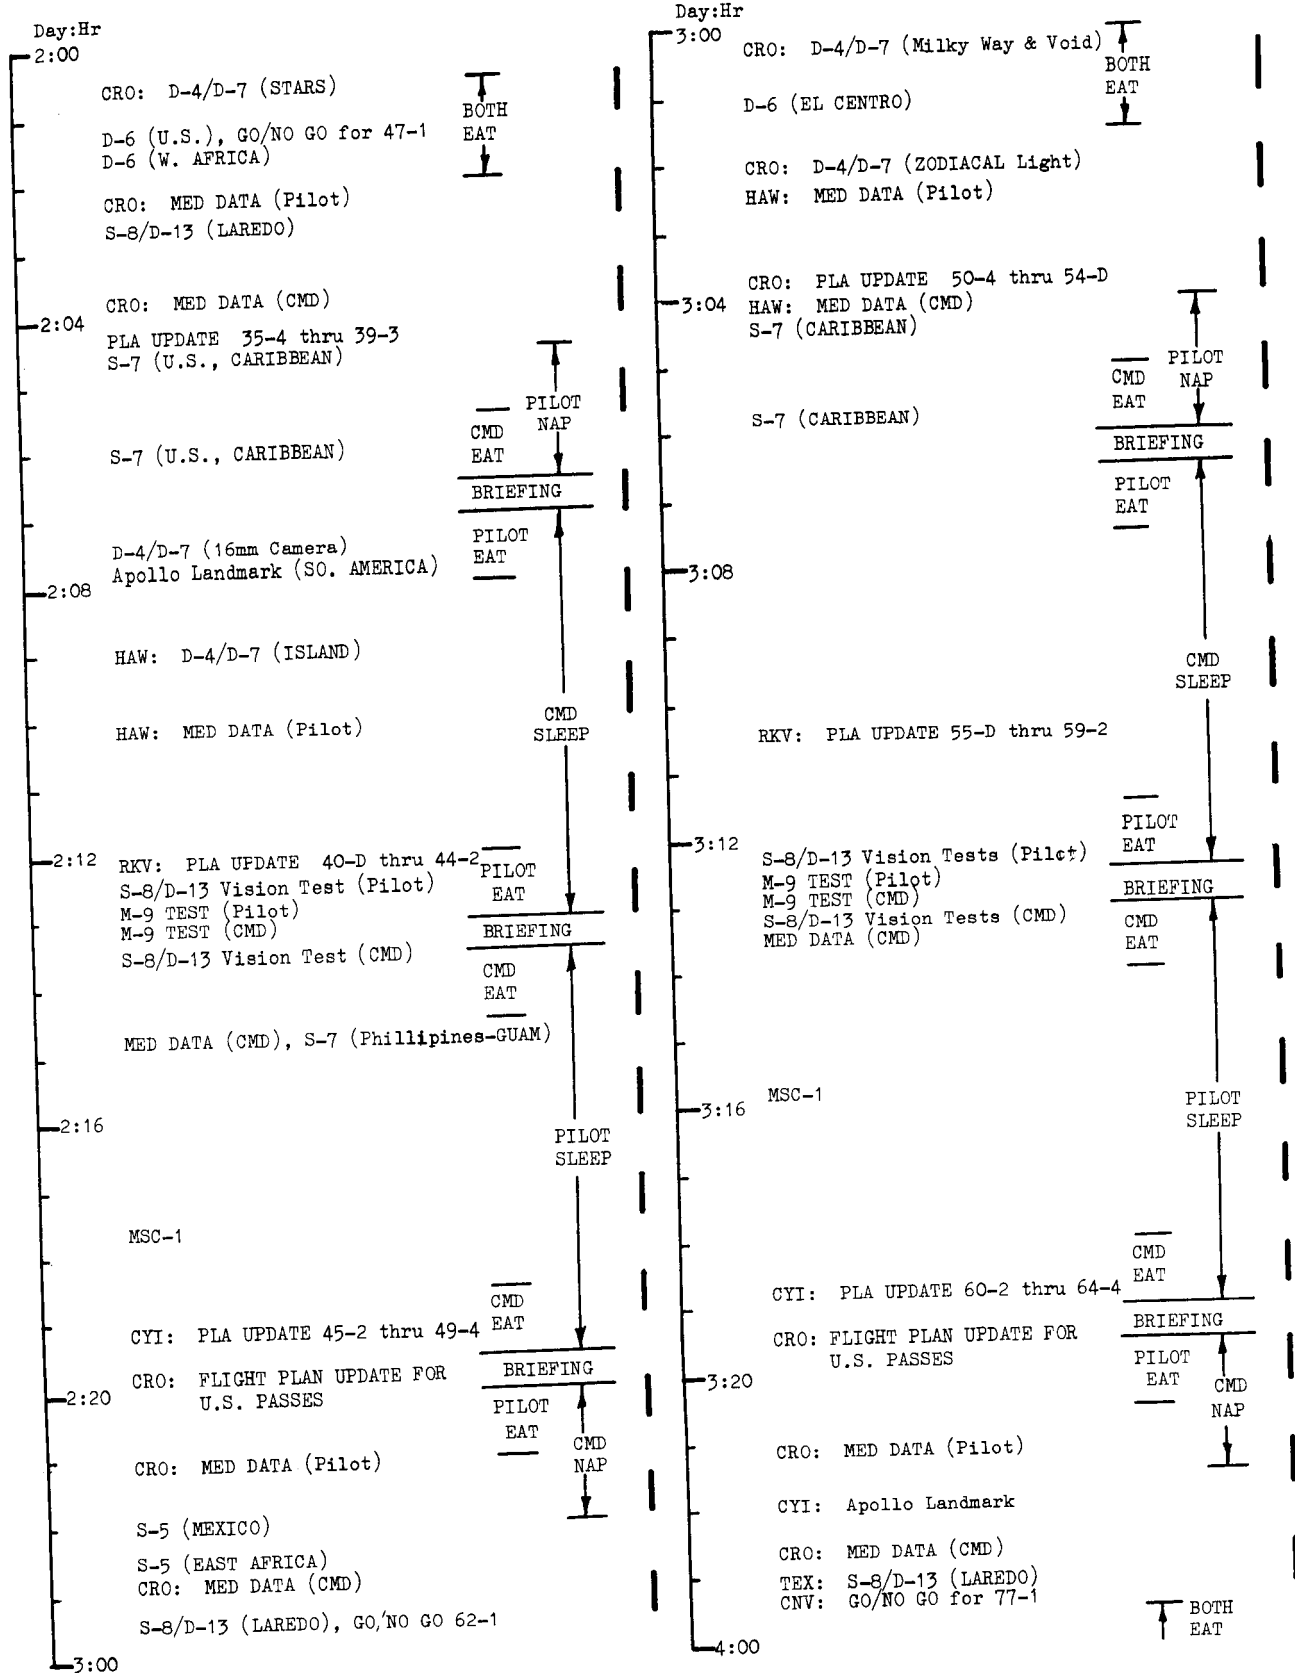 Day:Hr
2:00
CRO: D-4/D-7 (STARS)
BOTH
EAT
D-6 (U.S.), GO/NO GO for 47-1
D-6 (W. AFRICA)
CRO: MED DATA (Pilot)
S-8/D-13 (LAREDO)
CRO: MED DATA (CMD)
2:04
PLA UPDATE 35-4 thru 39-3
S-7 (U.S., CARIBBEAN)
PILOT
NAP
CMD
EAT
S-7 (U.S., CARIBBEAN)
BRIEFING
PILOT
EAT
D-4/D-7 (16mm Camera)
Apollo Landmark (SO. AMERICA)
2:08
HAW: D-4/D-7 (ISLAND)
CMD
SLEEP
HAW: MED DATA (Pilot)
2:12
RKV: PLA UPDATE 40-D thru 44-2
PILOT
EAT
S-8/D-13 Vision Test (Pilot)
M-9 TEST (Pilot)
M-9 TEST (CMD)
BRIEFING
S-8/D-13 Vision Test (CMD)
CMD
EAT
MED DATA (CMD), S-7 (Phillipines-GUAM)
2:16
PILOT
SLEEP
MSC-1
CMD
EAT
CYI: PLA UPDATE 45-2 thru 49-4
BRIEFING
CRO: FLIGHT PLAN UPDATE FOR
U.S. PASSES
2:20
PILOT
EAT
CMD
NAP
CRO: MED DATA (Pilot)
S-5 (MEXICO)
S-5 (EAST AFRICA)
CRO: MED DATA (CMD)
S-8/D-13 (LAREDO), GO/NO GO 62-1
3:00
Day:Hr
3:00
CRO: D-4/D-7 (Milky Way & Void)
BOTH
EAT
D-6 (EL CENTRO)
CRO: D-4/D-7 (ZODIACAL Light)
HAW: MED DATA (Pilot)
CRO: PLA UPDATE 50-4 thru 54-D
3:04
HAW: MED DATA (CMD)
S-7 (CARIBBEAN)
PILOT
NAP
CMD
EAT
S-7 (CARIBBEAN)
BRIEFING
PILOT
EAT
3:08
CMD
SLEEP
RKV: PLA UPDATE 55-D thru 59-2
PILOT
EAT
3:12
S-8/D-13 Vision Tests (Pilot)
M-9 TEST (Pilot)
M-9 TEST (CMD)
BRIEFING
S-8/D-13 Vision Tests (CMD)
MED DATA (CMD)
CMD
EAT
MSC-1
3:16
PILOT
SLEEP
CMD
EAT
CYI: PLA UPDATE 60-2 thru 64-4
BRIEFING
CRO: FLIGHT PLAN UPDATE FOR
U.S. PASSES
PILOT
EAT
3:20
CMD
NAP
CRO: MED DATA (Pilot)
CYI: Apollo Landmark
CRO: MED DATA (CMD)
TEX: S-8/D-13 (LAREDO)
CNV: GO/NO GO for 77-1
BOTH
EAT
4:00